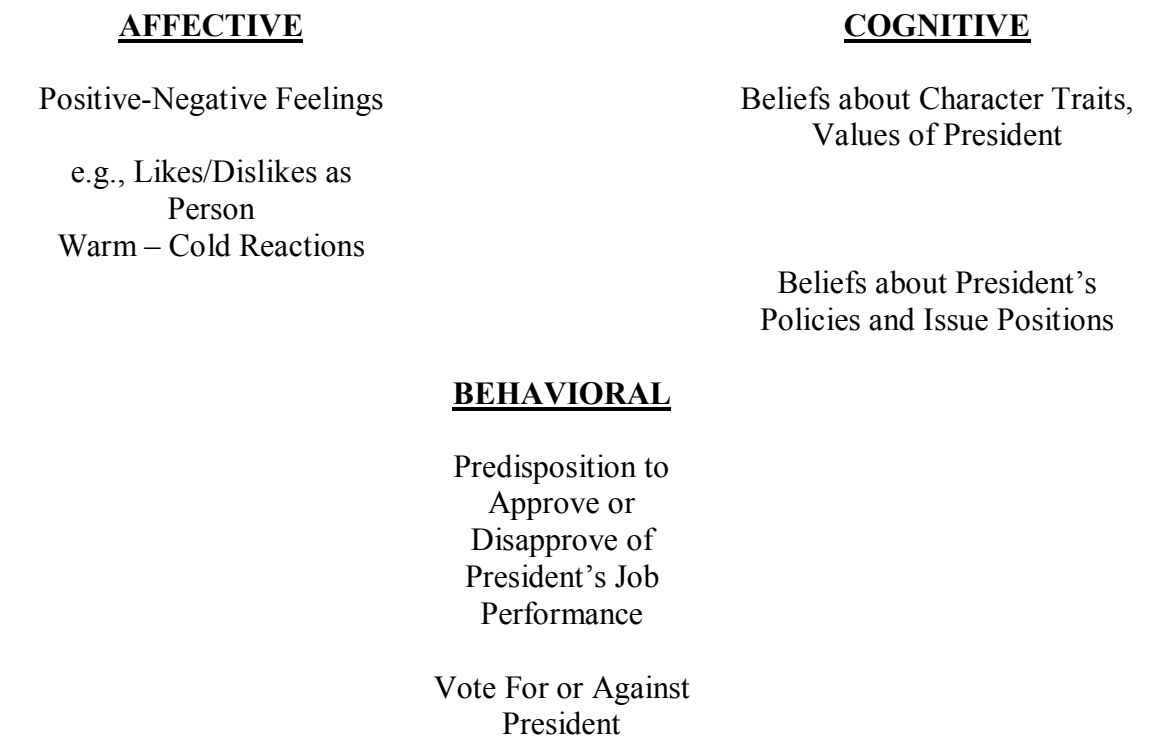 AFFECTIVE
Positive-Negative Feelings
e.g., Likes/Dislikes as
Person
Warm – Cold Reactions
COGNITIVE
Beliefs about Character Traits,
Values of President
Beliefs about President’s
Policies and Issue Positions
BEHAVIORAL
Predisposition to
Approve or
Disapprove of
President’s Job
Performance
Vote For or Against
President